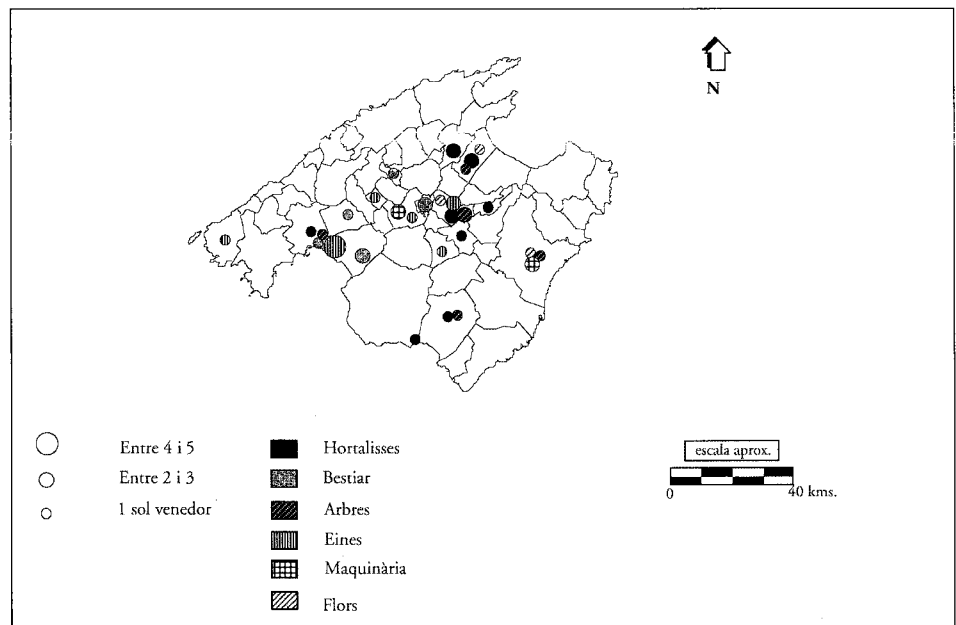 N
Entre 4 i 5
Entre 2 i 3
1 sol venedor
Hortalisses
Bestiar
Arbres
Eines
Maquinària
Flors
escala aprox.
0
40 kms.